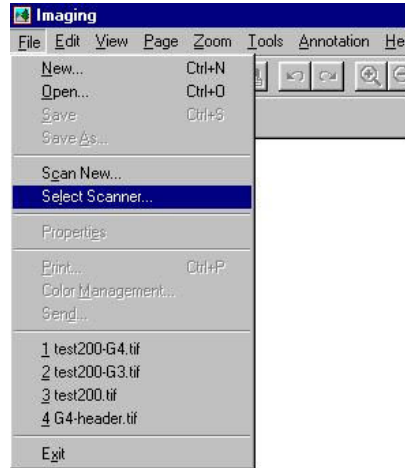 Imaging
File Edit View Page Zoom Tools Annotation He
New... Ctrl+N
Open... Ctrl+O
Save Ctrl+S
Save As...
Scan New...
Select Scanner...
Properties
Print... Ctrl+P
Color Management...
Send...
1 test200-G4.tif
2 test200-G3.tif
3 test200.tif
4 G4-header.tif
Exit